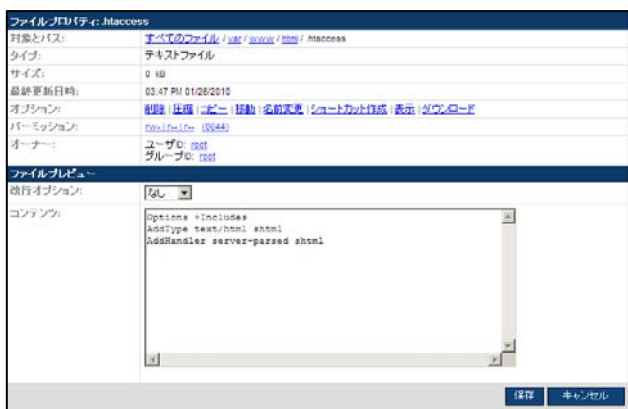 ファイルプロパティ: .htaccess
対象とパス: すべてのファイル / var / www / html / .htaccess
タイプ: テキストファイル
サイズ: 0 kB
最終更新日時: 03:47 PM 01/26/2010
オプション: 削除 | 圧縮 | コピー | 移動 | 名前変更 | ショートカット作成 | 表示 | ダウンロード
パーミッション: rw- | r-- | r-- (0644)
オーナー: ユーザID: root
グループID: root
ファイルプレビュー
改行オプション: なし
コンテンツ: Options +Includes
AddType text/html shtml
AddHandler server-parsed shtml
保存 キャンセル